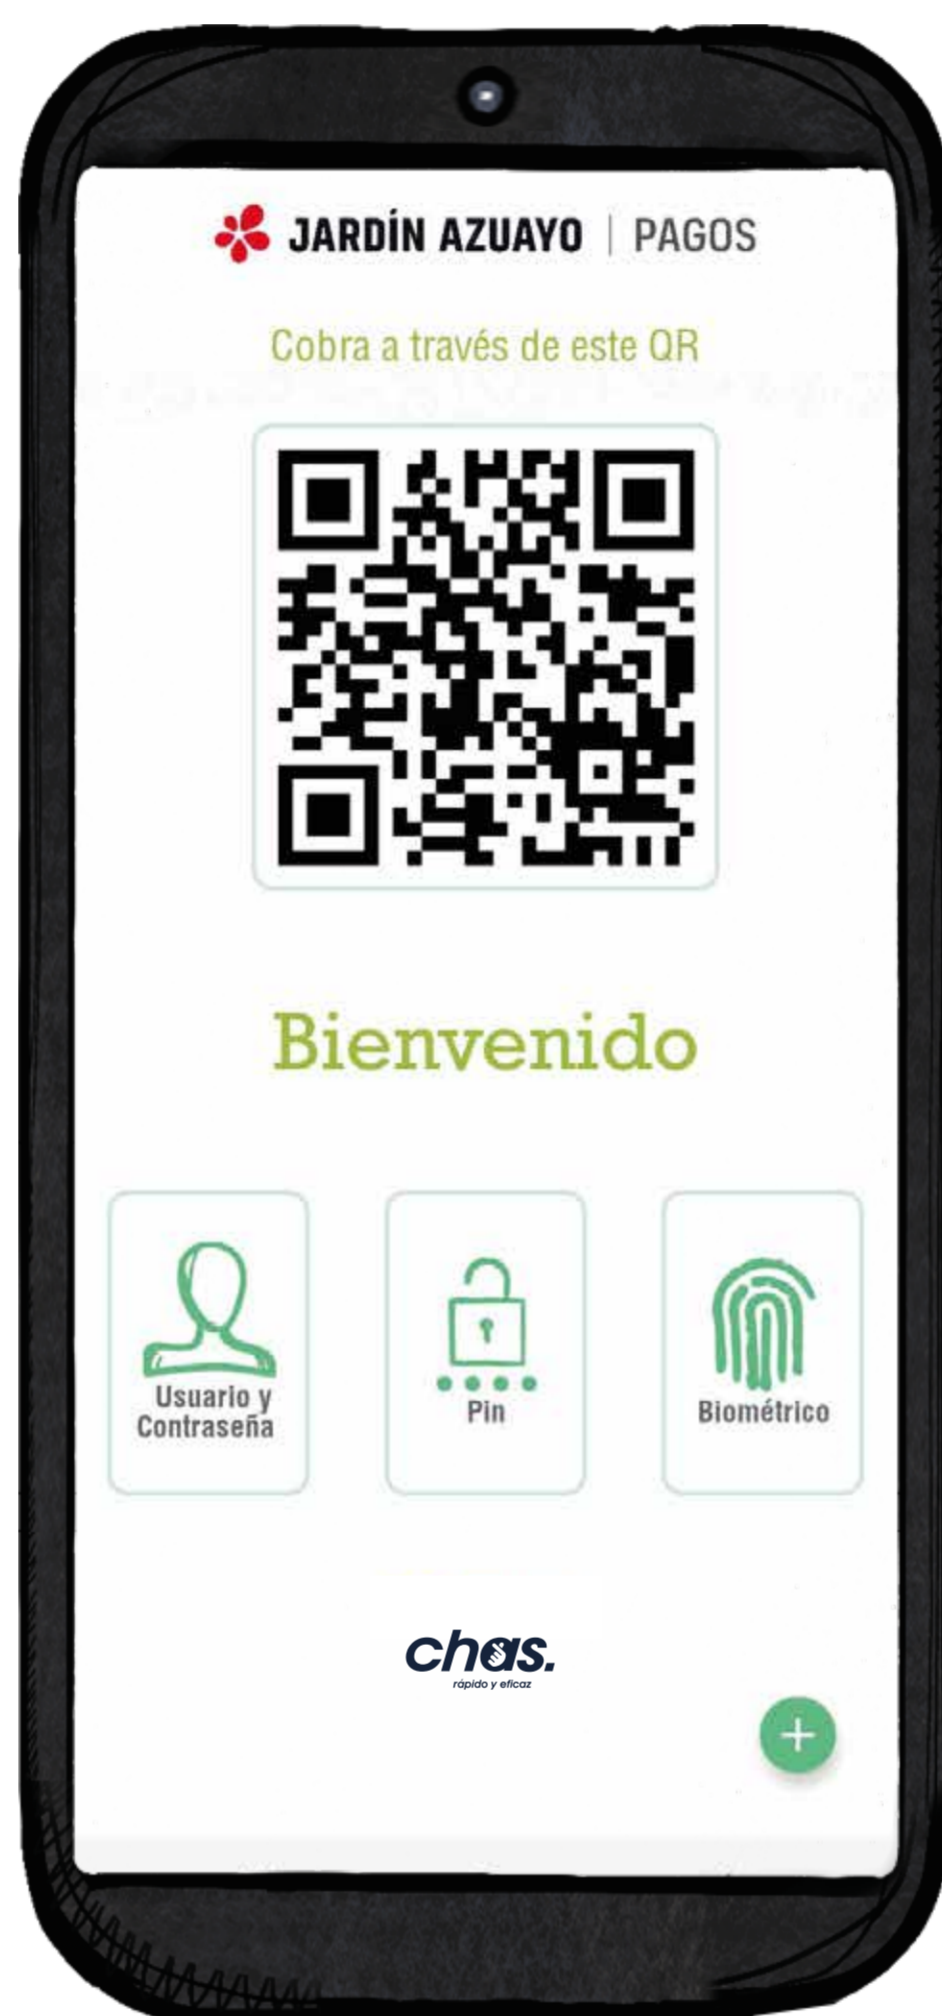 JARDÍN AZUAYO | PAGOS
Cobra a través de este QR
Bienvenido
Usuario y
Contraseña
Pin
Biométrico
chas.
rápido y eficaz